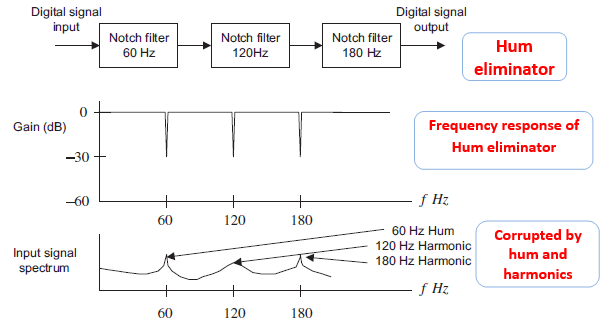 Digital signal
input
Notch filter
60 Hz
Notch filter
120Hz
Notch filter
180 Hz
Digital signal
output
Hum
eliminator
Gain (dB)
0
–30
–60
60
120
180
f Hz
Frequency response of
Hum eliminator
Input signal
spectrum
60 Hz Hum
120 Hz Harmonic
180 Hz Harmonic
f Hz
60
120
180
Corrupted by
hum and
harmonics